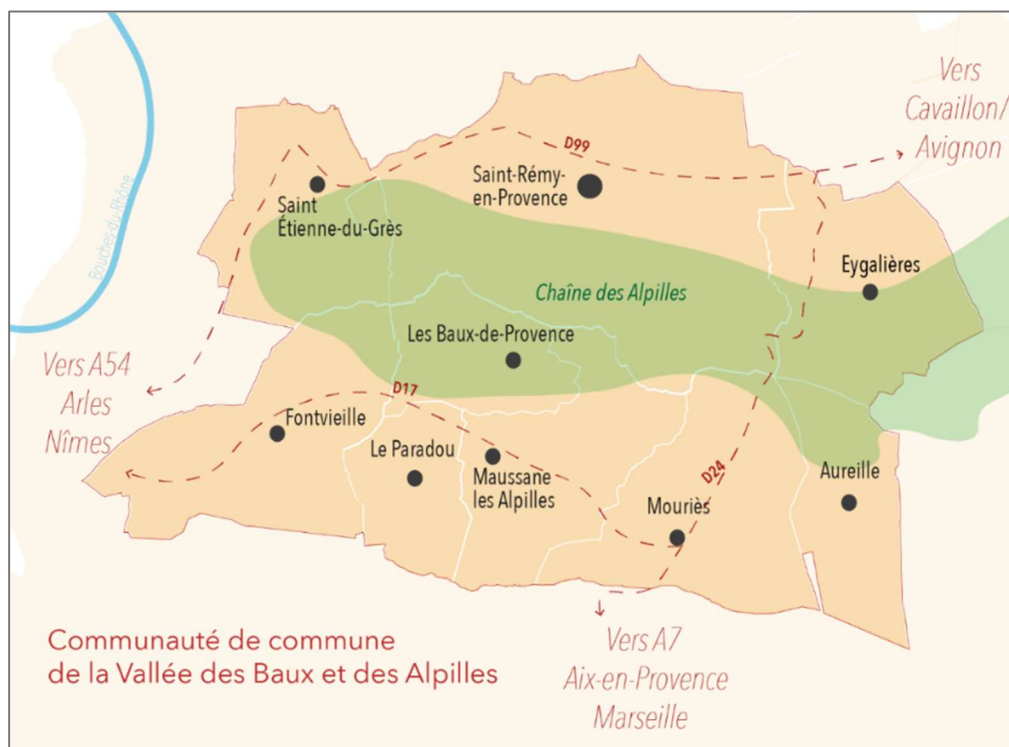 Vers
Cavaillon/
Avignon
D99
Saint-Rémy-
en-Provence
Saint
Étienne-du-Grès
Bouches-du-Rhône
Eygalières
Chaîne des Alpilles
Les Baux-de-Provence
Vers A54
Arles
Nîmes
D17
Fontvieille
Le Paradou
Maussane
les Alpilles
D24
Aureille
Mouriès
Communauté de commune
de la Vallée des Baux et des Alpilles
Vers A7
Aix-en-Provence
Marseille